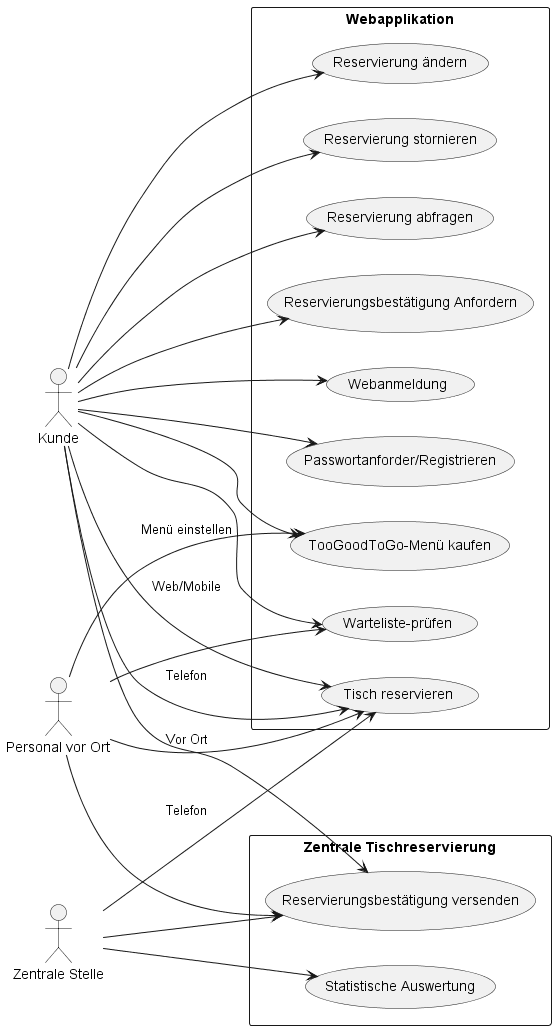 Webapplikation
Reservierung ändern
Reservierung stornieren
Reservierung abfragen
Reservierungsbestätigung Anfordern
Webanmeldung
Kunde
Passwortanforder/Registrieren
Menü einstellen
TooGoodToGo-Menü kaufen
Web/Mobile
Warteliste-prüfen
Telefon
Tisch reservieren
Personal vor Ort
Vor Ort
Telefon
Zentrale Tischreservierung
Reservierungsbestätigung versenden
Zentrale Stelle
Statistische Auswertung